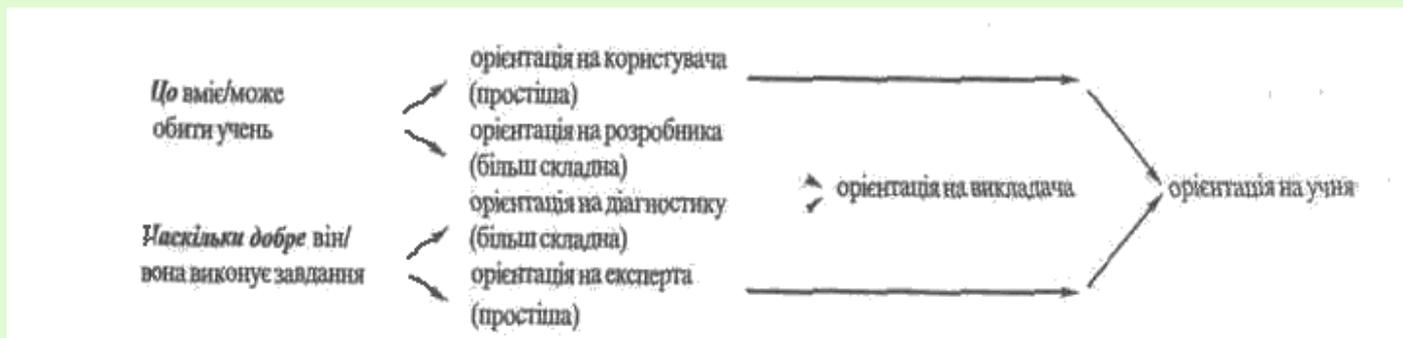 Цо вміє/може
обити учень
орієнтація на користувача
(простіша)
орієнтація на розробника
(більш складна)
орієнтація на діагностику
(більш складна)
орієнтація на експерта
(простіша)
Наскільки добре він/
вона виконує завдання
орієнтація на викладача
орієнтація на учня